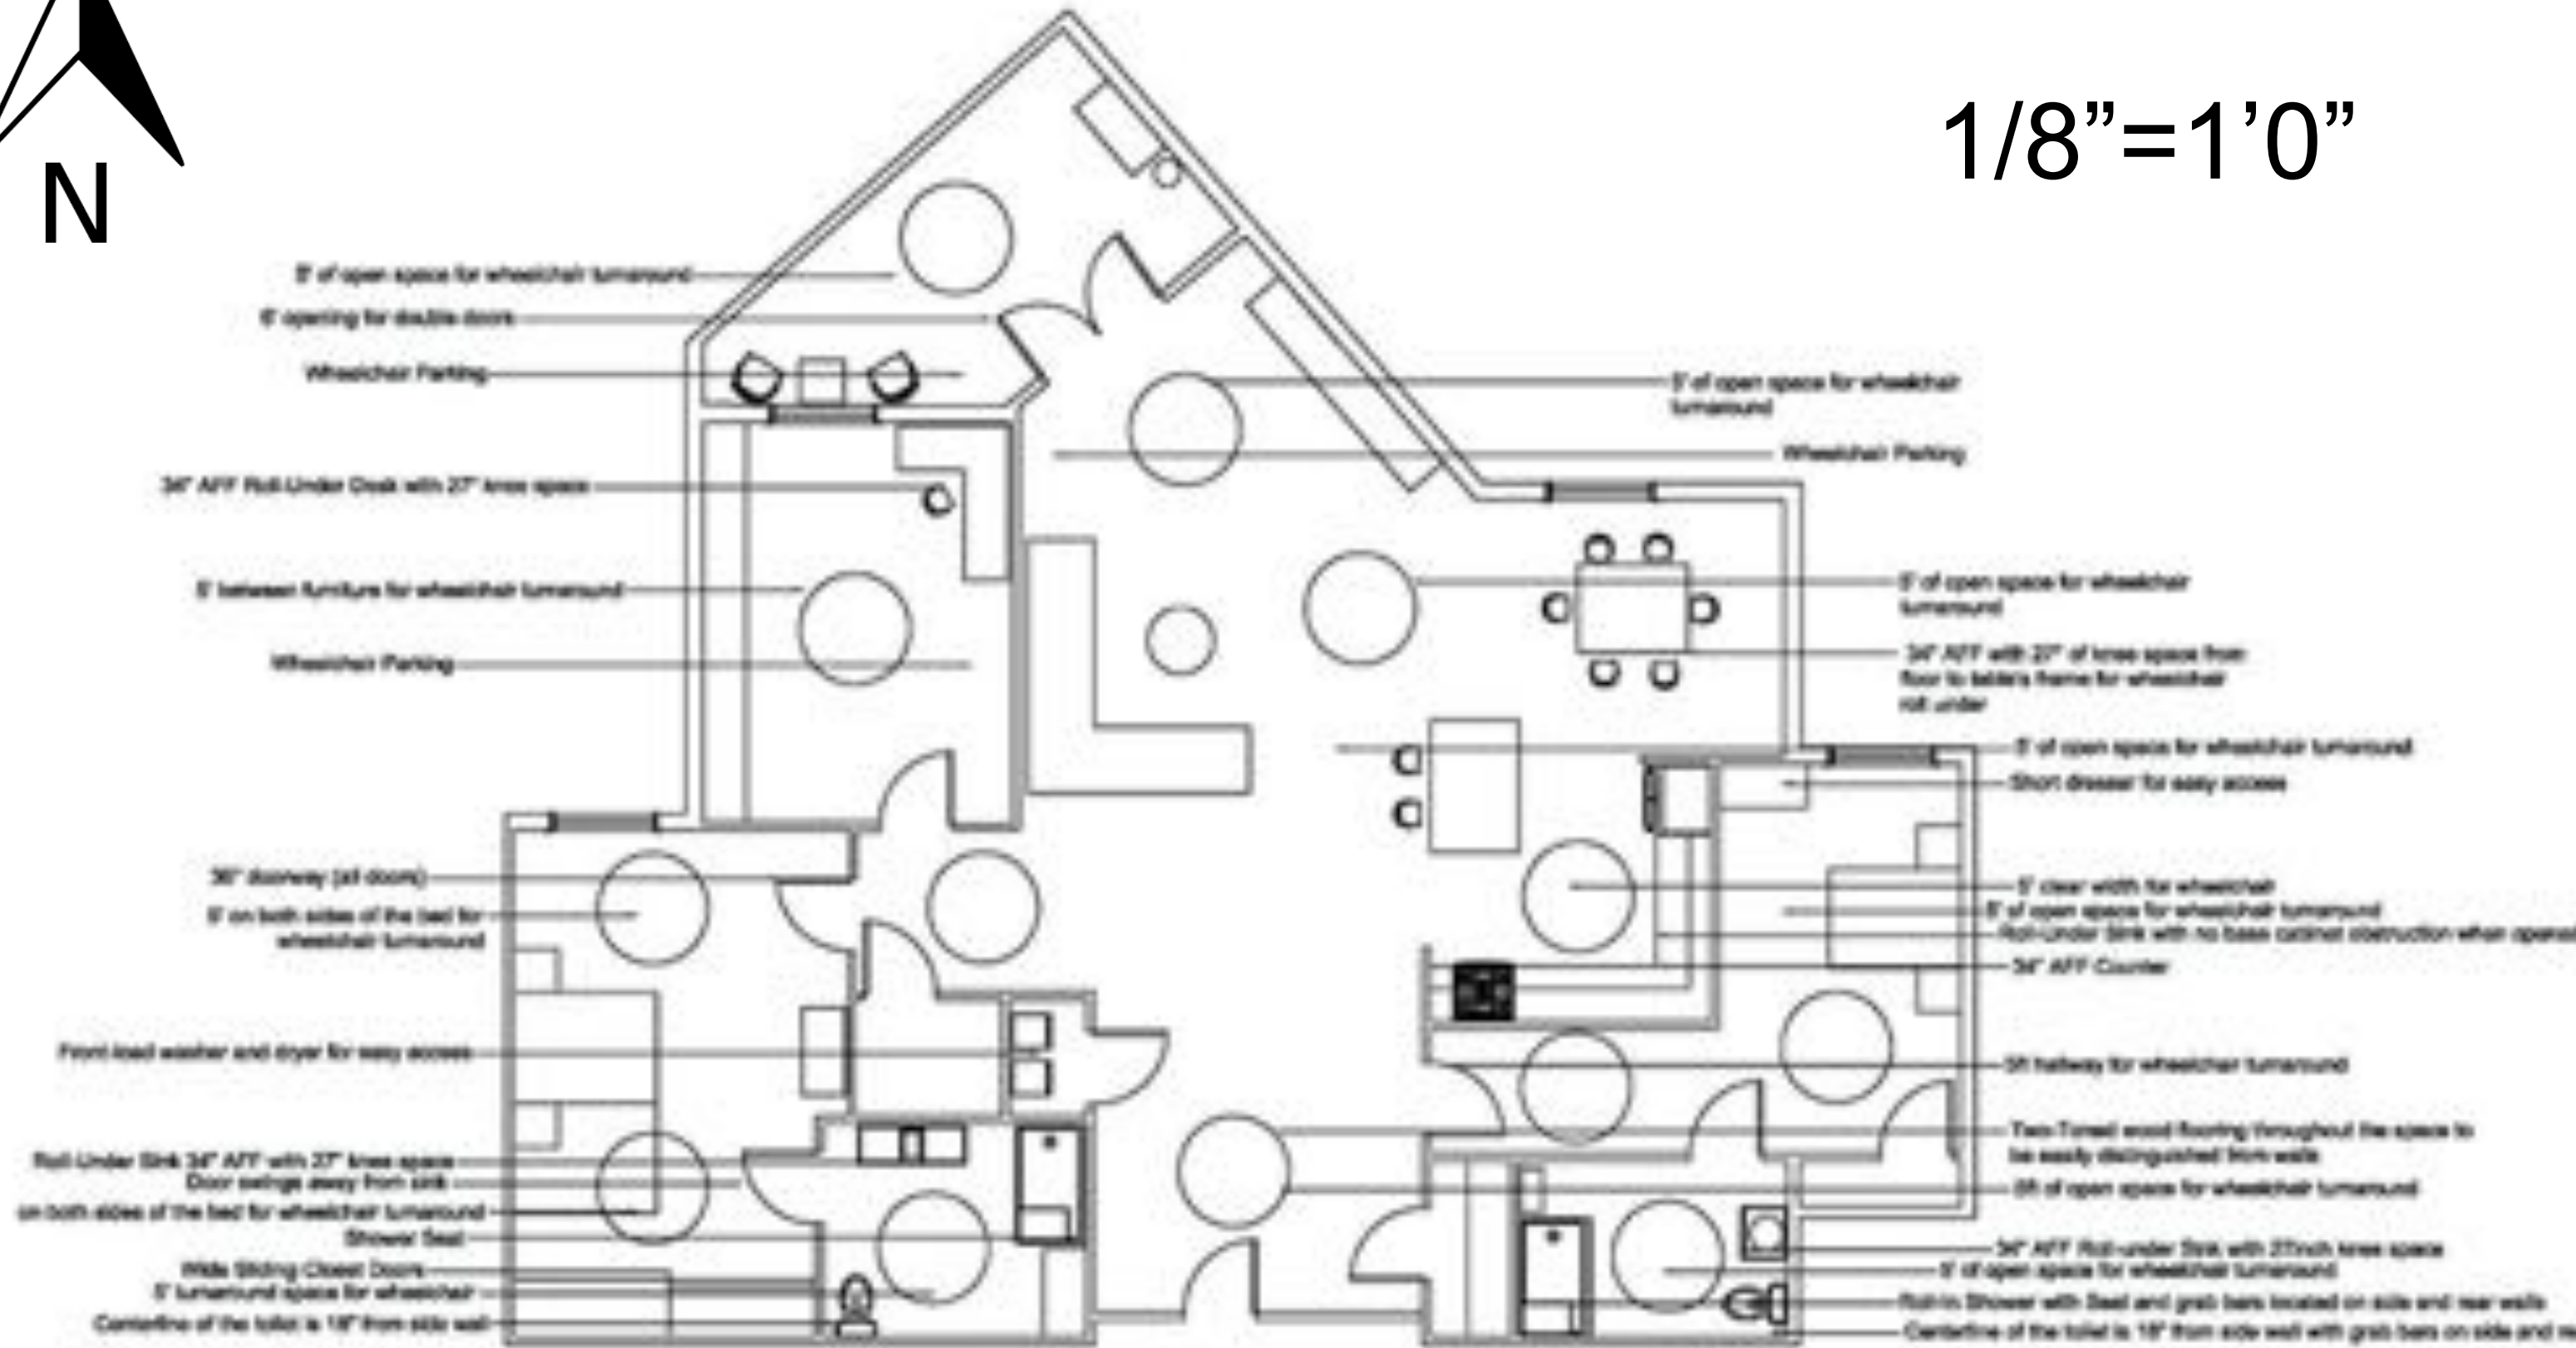 N
1/8”=1’0”
5' of open space for wheelchair turnaround
6' opening for double doors
Wheelchair Parking
34" AFF Roll-Under Desk with 27" knee space
5' between furniture for wheelchair turnaround
Wheelchair Parking
36" doorway (all doors)
5' on both sides of the bed for
wheelchair turnaround
Front load washer and dryer for easy access
Roll-Under Sink 34" AFF with 27" knee space
Door swings away from sink
on both sides of the bed for wheelchair turnaround
Shower Seat
Wide Sliding Closet Doors
5' turnaround space for wheelchair
Centerline of the toilet is 18" from side wall
5' of open space for wheelchair
turnaround
Wheelchair Parking
5' of open space for wheelchair
turnaround
34" AFF with 27" of knee space from
floor to table's frame for wheelchair
roll under
5' of open space for wheelchair turnaround
Short dresser for easy access
5' clear width for wheelchair
5' of open space for wheelchair turnaround
Roll-Under Sink with no base cabinet obstruction when
34" AFF Counter
5ft hallway for wheelchair turnaround
Two-Toned wood flooring throughout the space to
be easily distinguished from walls
of open space for wheelchair turnaround
34" AFF Roll-under Sink with 27inch knee space
5' of open space for wheelchair turnaround
Roll-In Shower with Seat and grab bars located on side and rear walls
Centerline of the toilet is 18" from side wall with grab bars on side and